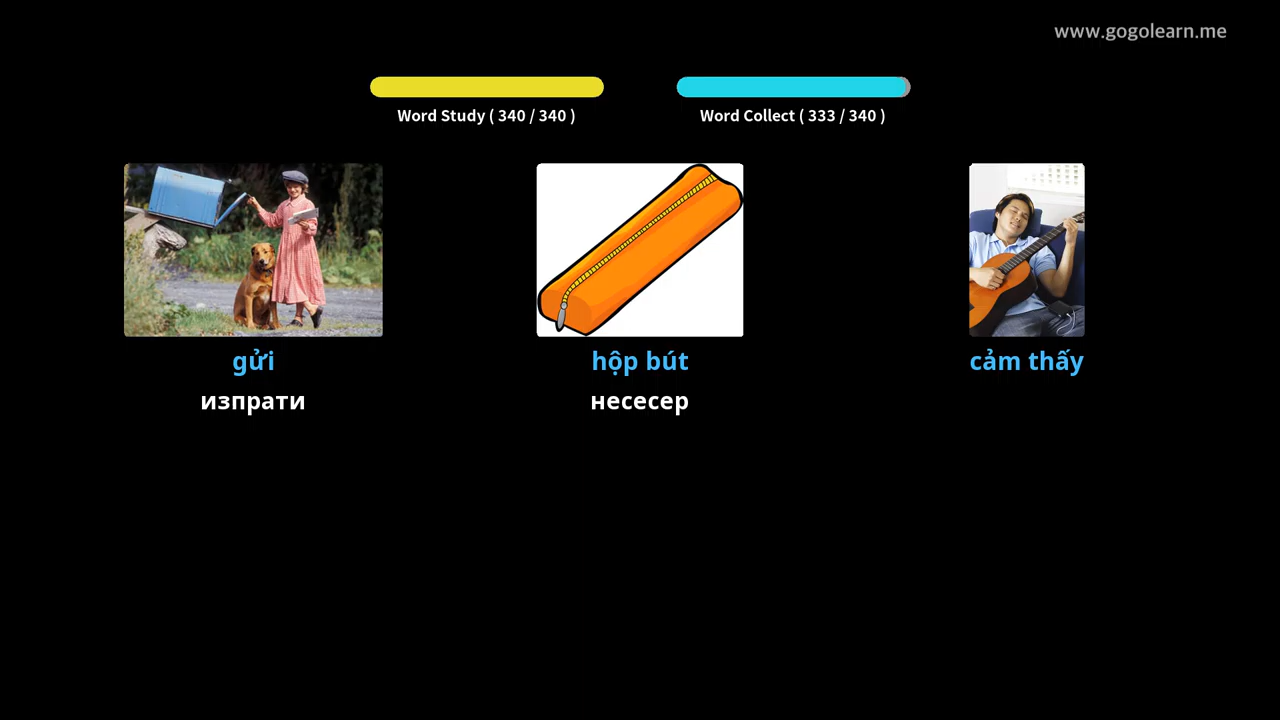 www.gogolearn.me
Word Study ( 340 / 340 )
Word Collect ( 333 / 340 )
gửi
hộp bút
cảm thấy
изпрати
несесер